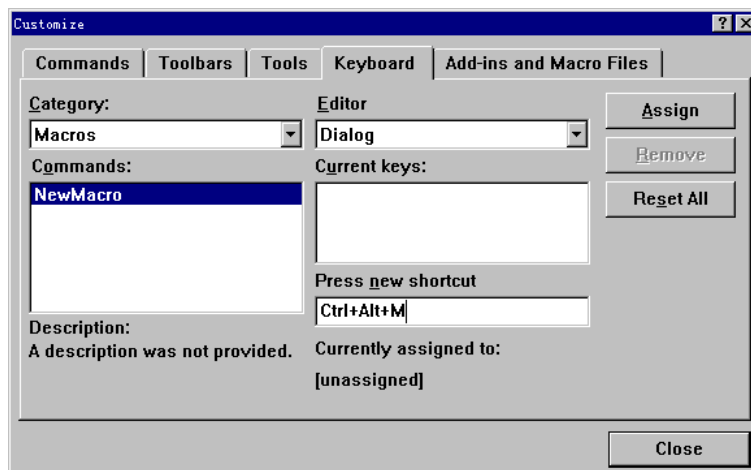 Customize
Commands Toolbars Tools Keyboard Add-ins and Macro Files
Category:
Macros
Commands:
NewMacro
Description:
A description was not provided.
Editor
Dialog
Current keys:
Press new shortcut
Ctrl+Alt+M
Currently assigned to:
[unassigned]
Assign
Remove
Reset All
Close